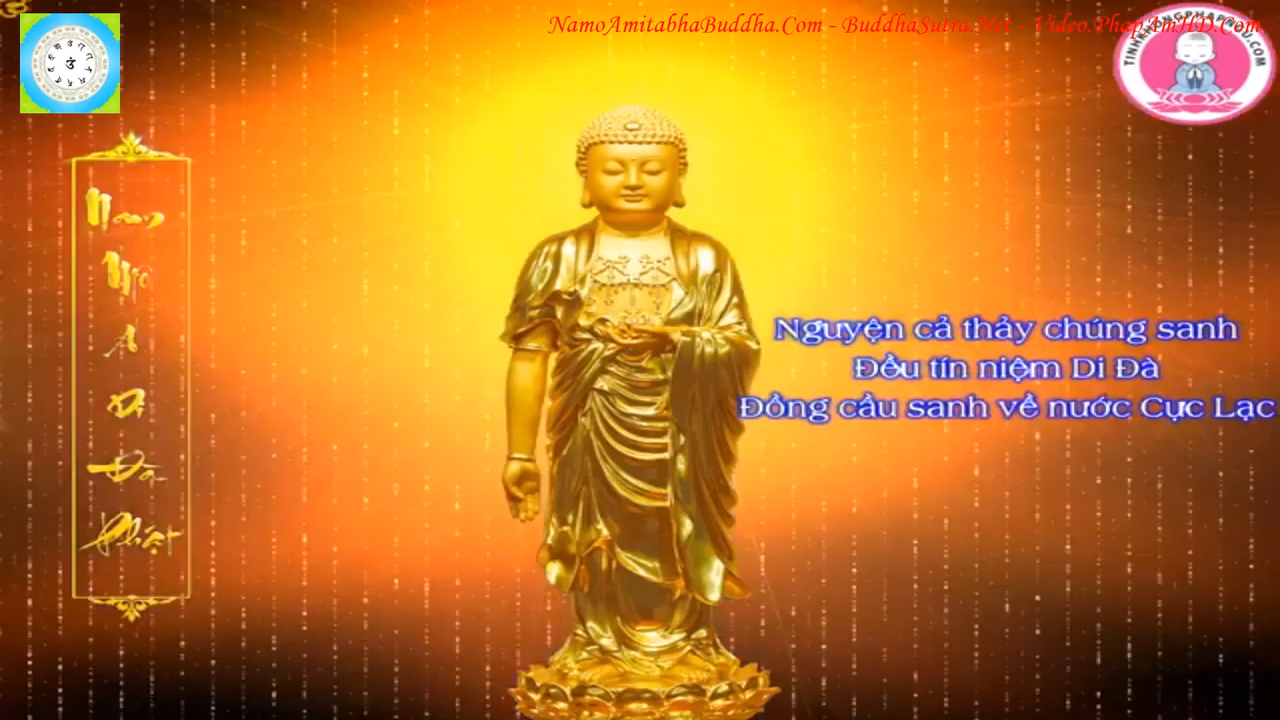 NamoAmitabhaBuddha.Com - BuddhaSutra.Net - Video.PhapAmHD.Com
Nam
Mô
A
Di
Đà
Phật
Nguyện cả thảy chúng sanh
Đều tín niệm Di Đà
Đồng cầu sanh về nước Cực Lạc